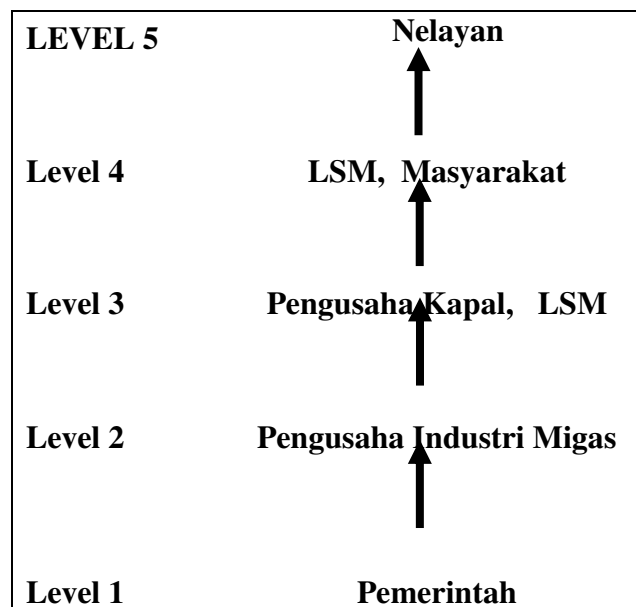 LEVEL 5 Nelayan
Level 4 LSM, Masyarakat
Level 3 Pengusaha Kapal, LSM
Level 2 Pengusaha Industri Migas
Level 1 Pemerintah